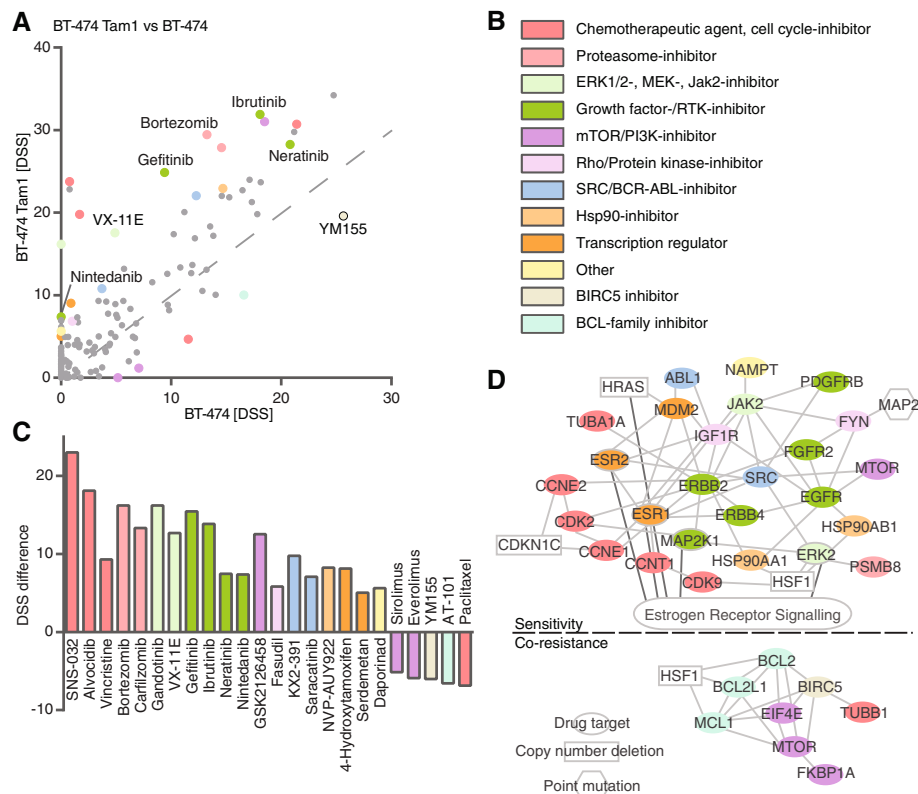 A
BT-474 Tam1 vs BT-474
40
30
20
10
0
BT-474 Tam1 [DSS]
Ibrutinib
Bortezomib
Neratinib
Gefitinib
VX-11E
YM155
Nintedanib
0
10
20
30
BT-474 [DSS]
B
Chemotherapeutic agent, cell cycle-inhibitor
Proteasome-inhibitor
ERK1/2-, MEK-, Jak2-inhibitor
Growth factor-/RTK-inhibitor
mTOR/PI3K-inhibitor
Rho/Protein kinase-inhibitor
SRC/BCR-ABL-inhibitor
Hsp90-inhibitor
Transcription regulator
Other
BIRC5 inhibitor
BCL-family inhibitor
C
20
10
0
-10
DSS difference
SNS-032
Alvocidib
Vincristine
Bortezomib
Carfilzomib
Gandotinib
VX-11E
Gefitinib
Ibrutinib
Neratinib
Nintedanib
GSK2126458
Fasudil
KX2-391
Saracatinib
NVP-AUY922
4-Hydroxytamoxifen
Serdemetan
Daporinad
Sirolimus
Everolimus
YM155
AT-101
Paclitaxel
D
HRAS
ABL1
NAMPT
PDGFRB
MAP2
TUBA1A
MDM2
JAK2
FYN
IGF1R
ESR2
FGFR2
MTOR
CCNE2
ERBB2
SRC
EGFR
CDK2
ESR1
ERBB4
HSP90AB1
CDKN1C
CCNE1
MAP2K1
ERK2
CCNT1
HSP90AA1
PSMB8
CDK9
HSF1
Estrogen Receptor Signalling
Sensitivity
Co-resistance
BCL2
HSF1
BCL2L1
BIRC5
MCL1
EIF4E
TUBB1
MTOR
FKBP1A
Drug target
Copy number deletion
Point mutation